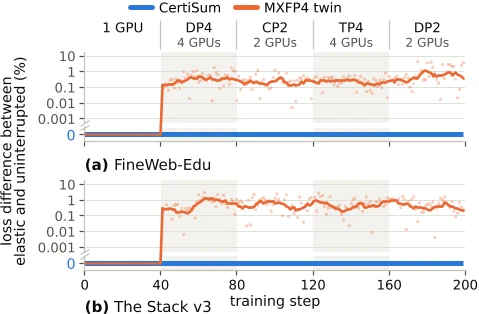 CertiSum MXFP4 twin
1 GPU DP4 CP2 TP4 DP2
4 GPUs 2 GPUs 4 GPUs 2 GPUs
loss difference between
elastic and uninterrupted (%)
10
1
0.1
0.01
0.001
0
(a) FineWeb-Edu
10
1
0.1
0.01
0.001
0
0 40 80 120 160 200
training step
(b) The Stack v3